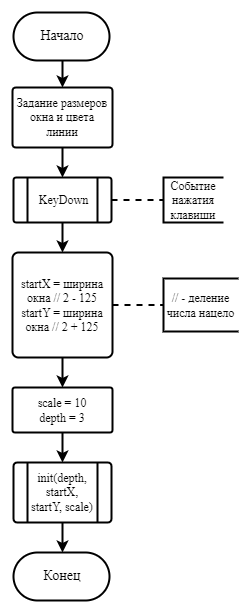 Начало
Задание размеров
окна и цвета
линии
KeyDown
Событие
нажатия
клавиши
startX = ширина
окна // 2 - 125
startY = ширина
окна // 2 + 125
// - деление
числа нацело
scale = 10
depth = 3
init(depth,
startX,
startY, scale)
Конец